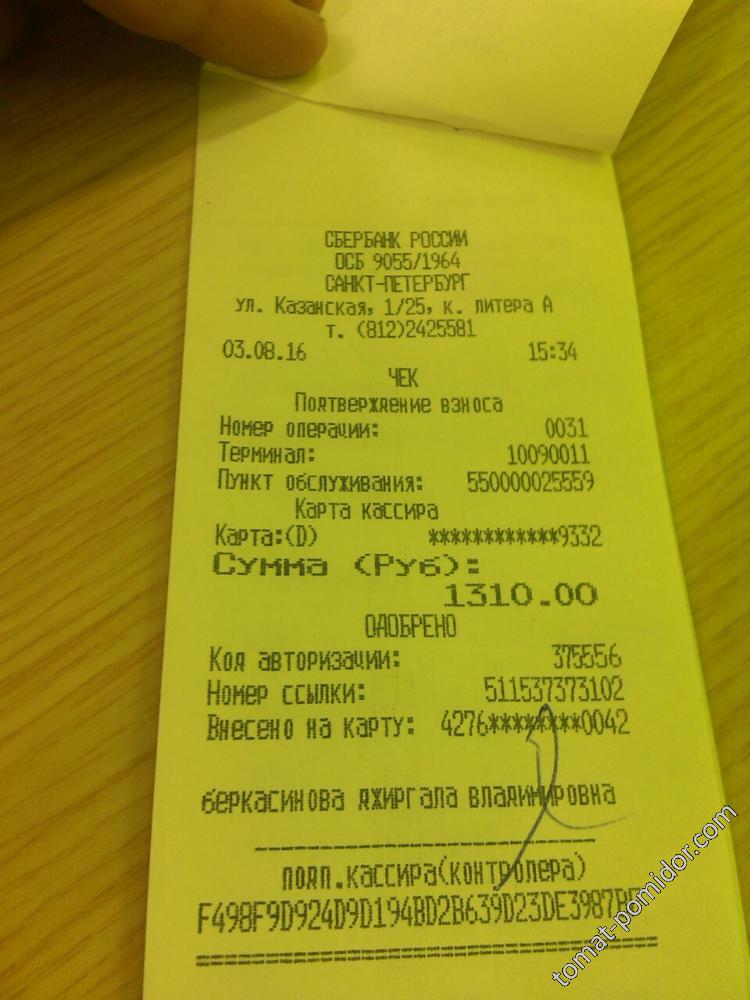 СБЕРБАНК РОССИИ
ОСБ 9055/1964
САНКТ-ПЕТЕРБУРГ
ул. Казанская, 1/25, к. литера А
т. (812)2425581
03.08.16 15:34
ЧЕК
Подтверждение взноса
Номер операции: 0031
Терминал: 10090011
Пункт обслуживания: 550000025559
Карта кассира
Карта:(D) ************9332
Сумма (Руб):
1310.00
ОДОБРЕНО
Код авторизации: 375556
Номер ссылки: 511537373102
Внесено на карту: 4276********0042
беркасинова джиргала владимировна
подп.кассира(контролера)
tomat-pomidor.com